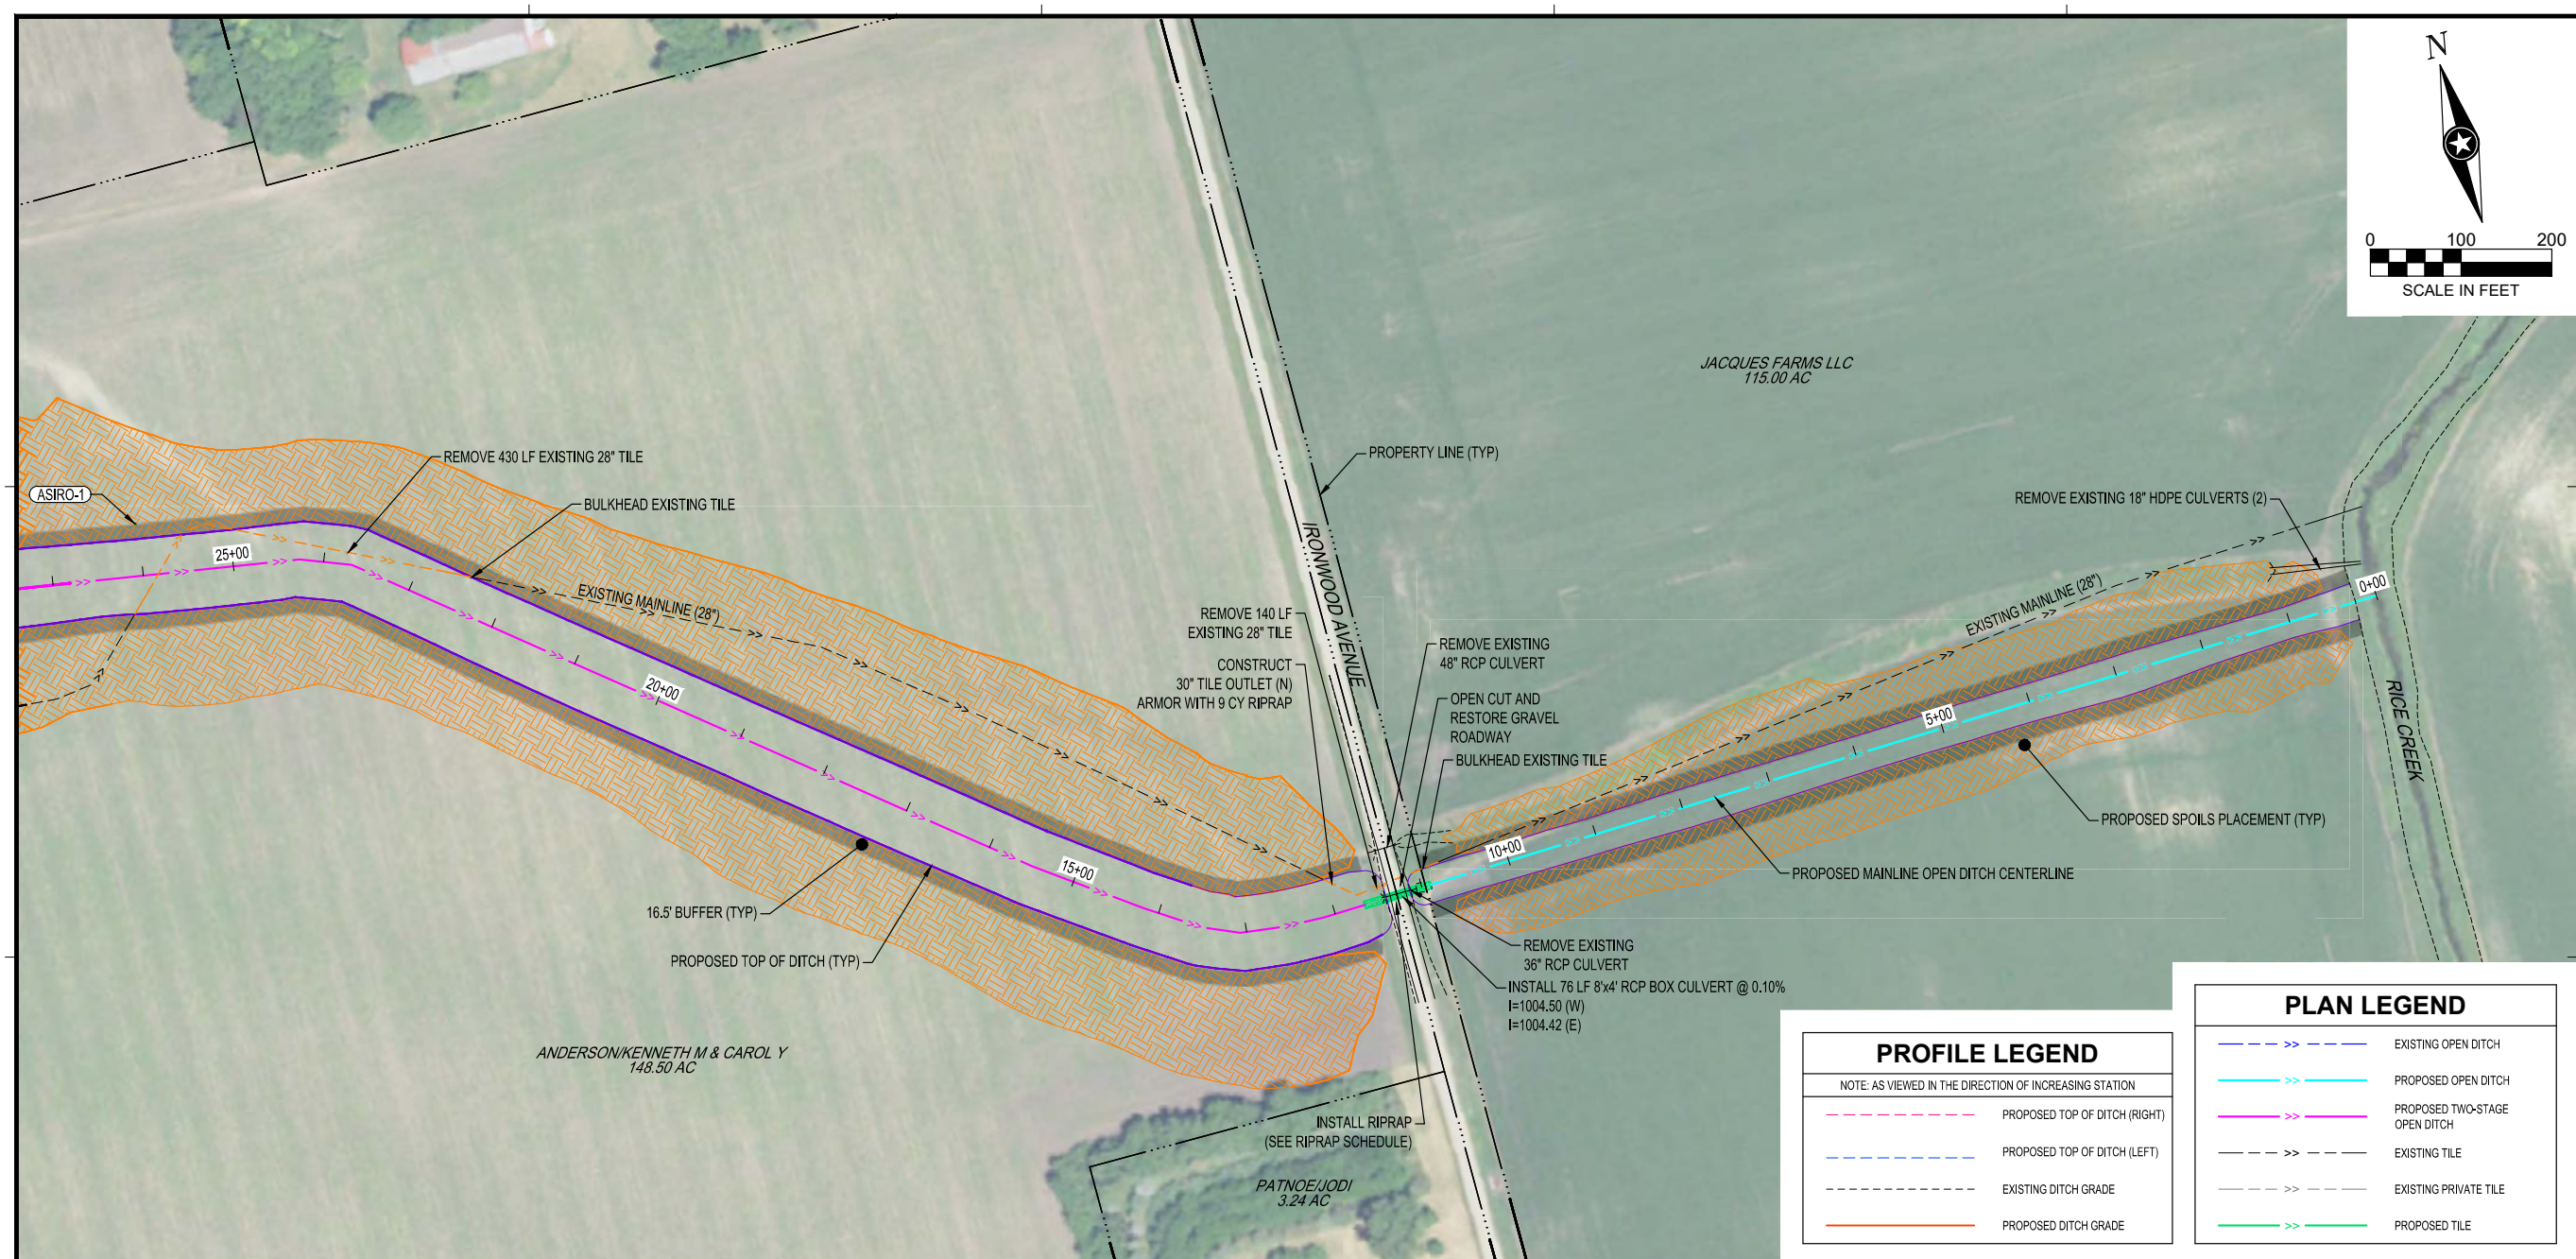 N
0 100 200
SCALE IN FEET
JACQUES FARMS LLC
115.00 AC
REMOVE 430 LF EXISTING 28" TILE
PROPERTY LINE (TYP)
ASIRO-1
BULKHEAD EXISTING TILE
REMOVE EXISTING 18" HDPE CULVERTS (2)
IRONWOOD AVENUE
25+00
EXISTING MAINLINE (28")
EXISTING MAINLINE (28")
0+00
REMOVE 140 LF
EXISTING 28" TILE
REMOVE EXISTING
48" RCP CULVERT
CONSTRUCT
30" TILE OUTLET (N)
ARMOR WITH 9 CY RIPRAP
20+00
OPEN CUT AND
RESTORE GRAVEL
ROADWAY
5+00
RICE CREEK
BULKHEAD EXISTING TILE
PROPOSED SPOILS PLACEMENT (TYP)
10+00
15+00
PROPOSED MAINLINE OPEN DITCH CENTERLINE
16.5' BUFFER (TYP)
PROPOSED TOP OF DITCH (TYP)
REMOVE EXISTING
36" RCP CULVERT
INSTALL 76 LF 8'x4' RCP BOX CULVERT @ 0.10%
I=1004.50 (W)
I=1004.42 (E)
ANDERSON/KENNETH M & CAROL Y
148.50 AC
INSTALL RIPRAP
(SEE RIPRAP SCHEDULE)
PATNOE/JODI
3.24 AC
PROFILE LEGEND
NOTE: AS VIEWED IN THE DIRECTION OF INCREASING STATION
PROPOSED TOP OF DITCH (RIGHT)
PROPOSED TOP OF DITCH (LEFT)
EXISTING DITCH GRADE
PROPOSED DITCH GRADE
PLAN LEGEND
EXISTING OPEN DITCH
PROPOSED OPEN DITCH
PROPOSED TWO-STAGE
OPEN DITCH
EXISTING TILE
EXISTING PRIVATE TILE
PROPOSED TILE